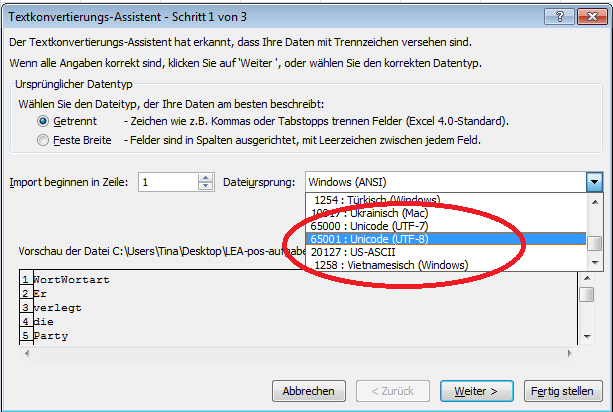 Textkonvertierungs-Assistent - Schritt 1 von 3
Der Textkonvertierungs-Assistent hat erkannt, dass Ihre Daten mit Trennzeichen versehen sind.
Wenn alle Angaben korrekt sind, klicken Sie auf 'Weiter ', oder wählen Sie den korrekten Datentyp.
Ursprünglicher Datentyp
Wählen Sie den Dateityp, der Ihre Daten am besten beschreibt:
Getrennt - Zeichen wie z.B. Kommas oder Tabstopps trennen Felder (Excel 4.0-Standard).
Feste Breite - Felder sind in Spalten ausgerichtet, mit Leerzeichen zwischen jedem Feld.
Import beginnen in Zeile: 1 Dateiursprung: Windows (ANSI)
1254 : Türkisch (Windows)
10017 : Ukrainisch (Mac)
65000 : Unicode (UTF-7)
65001 : Unicode (UTF-8)
20127 : US-ASCII
1258 : Vietnamesisch (Windows)
Vorschau der Datei C:\Users\Tina\Desktop\LEA-pos-aufgabe
1 WortWortart
2 Er
3 verlegt
4 die
5 Party
Abbrechen < Zurück Weiter > Fertig stellen